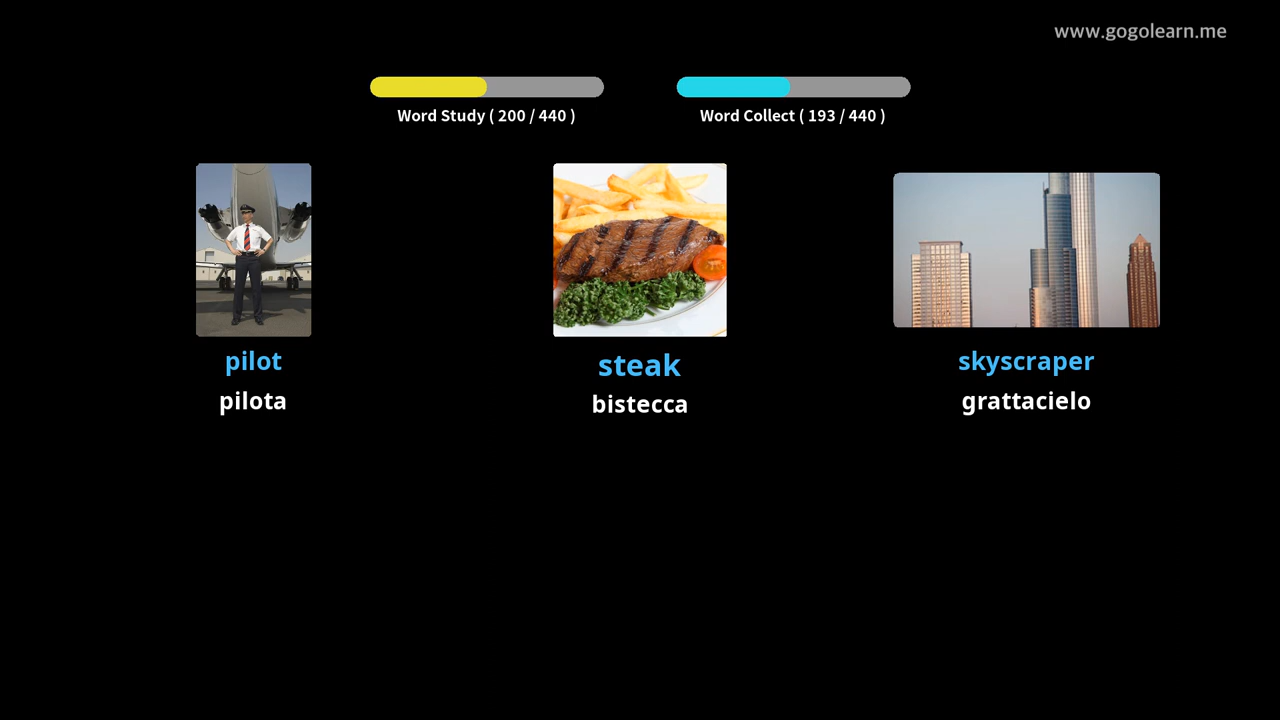 www.gogolearn.me
Word Study ( 200 / 440 )
Word Collect ( 193 / 440 )
pilot
pilota
steak
bistecca
skyscraper
grattacielo